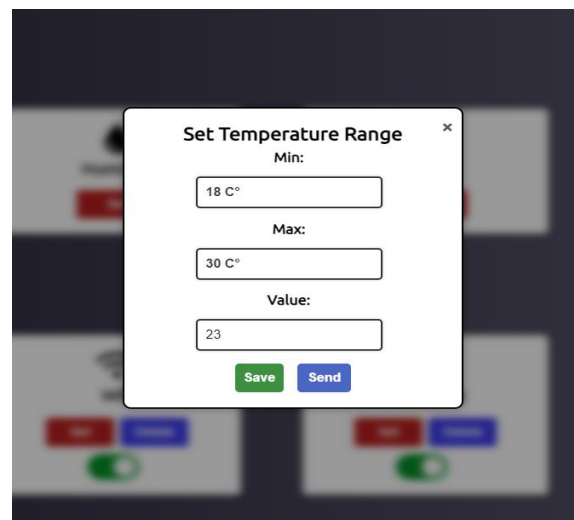 Set Temperature Range
×
Min:
18 C°
Max:
30 C°
Value:
23
Save Send